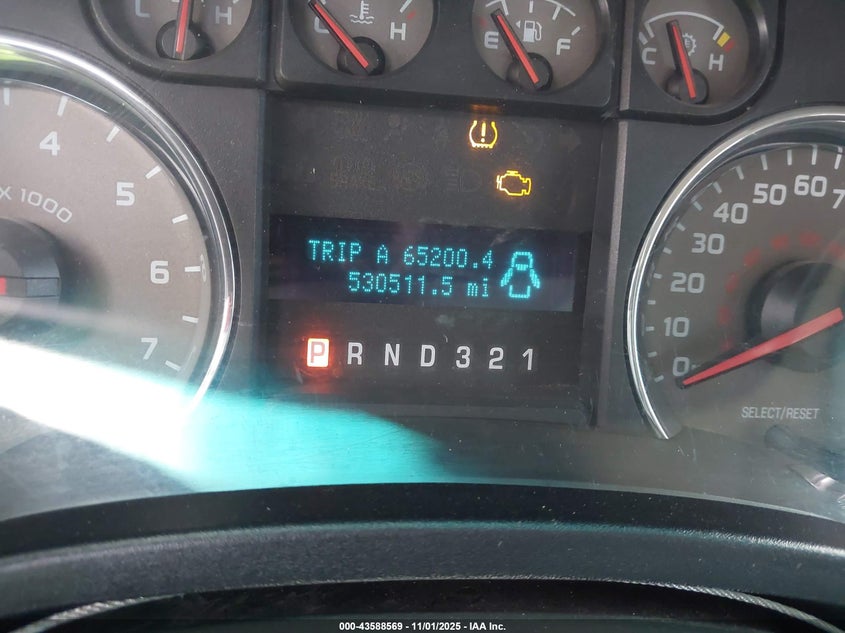 L H
C H
E F
C H
4
5
6
7
X 1000
TRIP A 65200.4
530511.5 mi
P R N D 3 2 1
70
60
50
40
30
20
10
0
SELECT/RESET
000-43588569 • 11/01/2025 • IAA Inc.